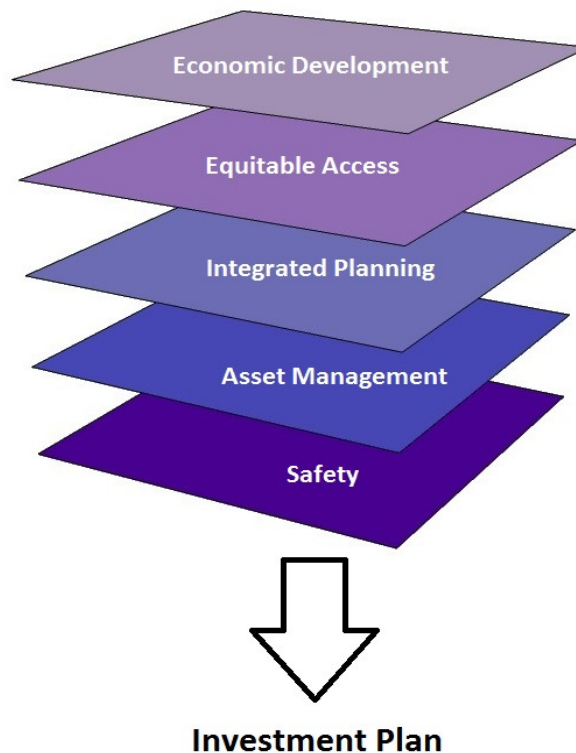 Economic Development
Equitable Access
Integrated Planning
Asset Management
Safety
Investment Plan